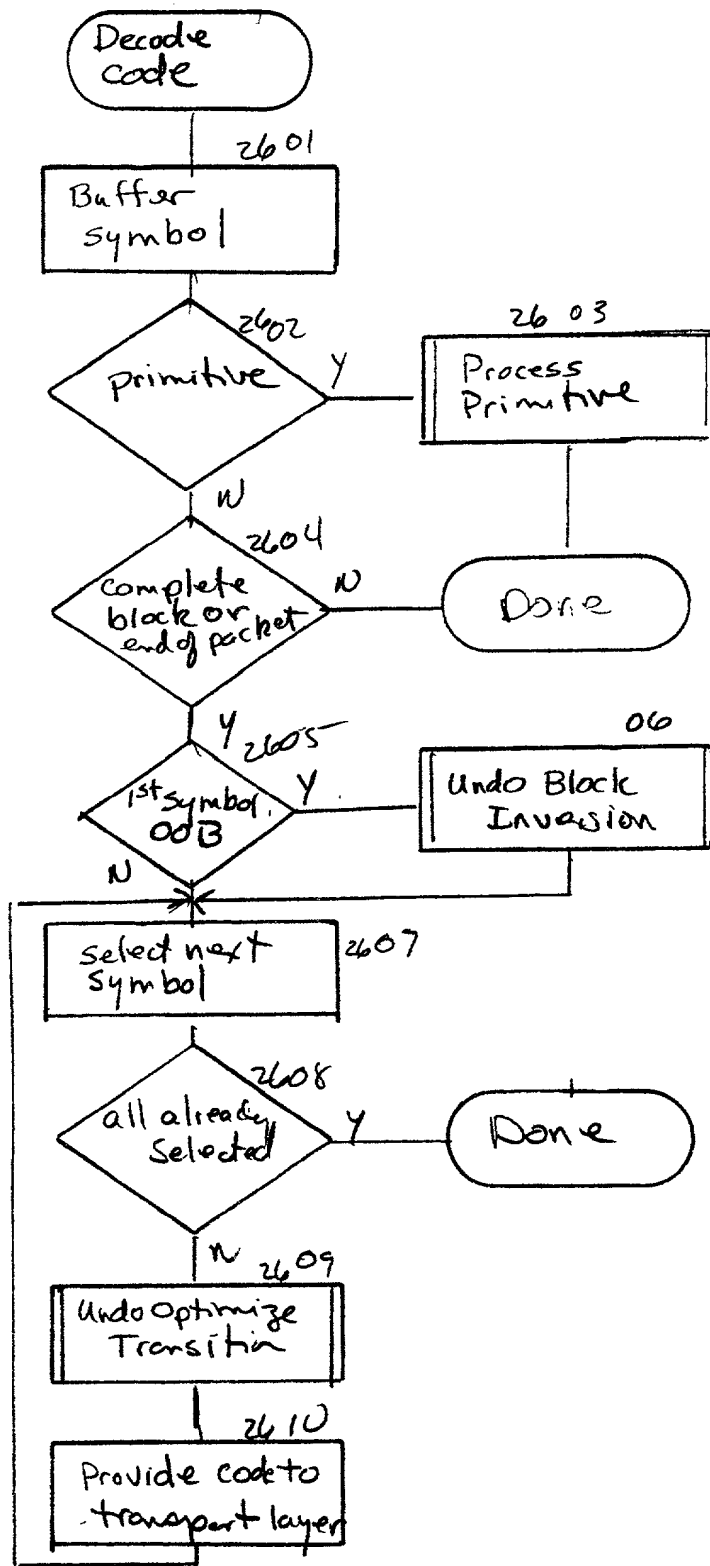 Decode
code
2601
Buffer
symbol
2602
primitive
Y
2603
Process
Primitive
N
2604
complete
block or
end of packet
N
Done
Y
2605
1st symbol
OOB
Y
06
Undo Block
Inversion
N
select next
symbol
2607
2608
all already
selected
Y
Done
N
2609
Undo Optimize
Transition
2610
Provide code to
transport layer